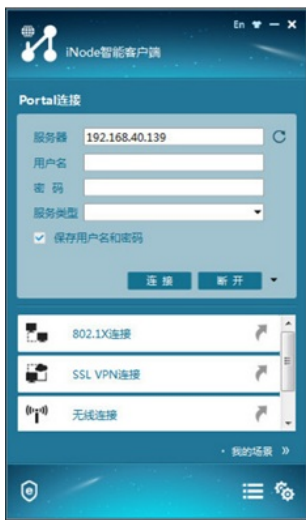 En
iNode智能客户端
Portal连接
服务器 192.168.40.139
用户名
密 码
服务类型
保存用户名和密码
连 接 断 开
802.1X连接
SSL VPN连接
无线连接
· 我的场景 »
e